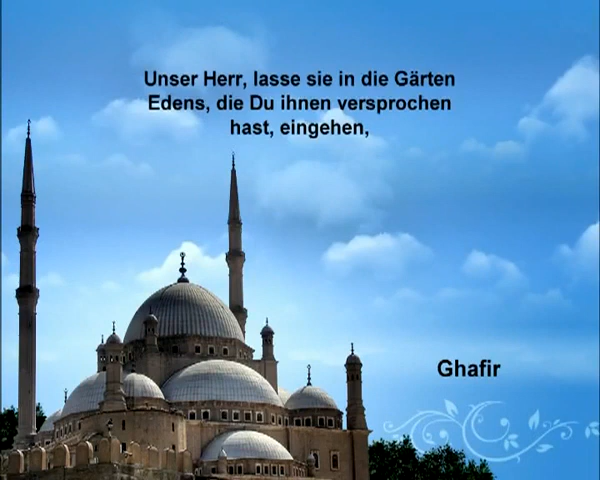 Unser Herr, lasse sie in die Gärten
Edens, die Du ihnen versprochen
hast, eingehen,
Ghafir